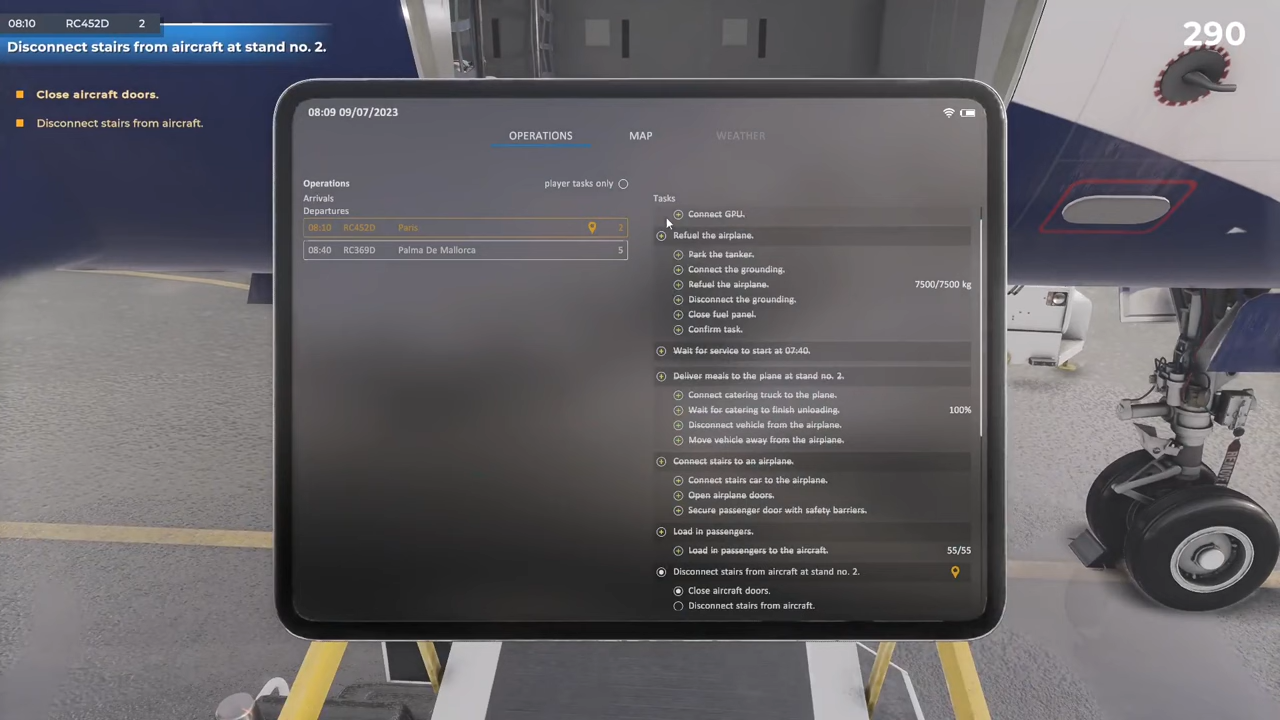 08:10 RC452D 2
Disconnect stairs from aircraft at stand no. 2.
Close aircraft doors.
Disconnect stairs from aircraft.
290
08:09 09/07/2023
OPERATIONS MAP WEATHER
Operations player tasks only
Arrivals
Departures
08:10 RC452D Paris 2
08:40 RC369D Palma De Mallorca 5
Tasks
Connect GPU.
Refuel the airplane.
Park the tanker.
Connect the grounding.
Refuel the airplane. 7500/7500 kg
Disconnect the grounding.
Close fuel panel.
Confirm task.
Wait for service to start at 07:40.
Deliver meals to the plane at stand no. 2.
Connect catering truck to the plane.
Wait for catering to finish unloading. 100%
Disconnect vehicle from the airplane.
Move vehicle away from the airplane.
Connect stairs to an airplane.
Connect stairs car to the airplane.
Open airplane doors.
Secure passenger door with safety barriers.
Load in passengers.
Load in passengers to the aircraft. 55/55
Disconnect stairs from aircraft at stand no. 2.
Close aircraft doors.
Disconnect stairs from aircraft.